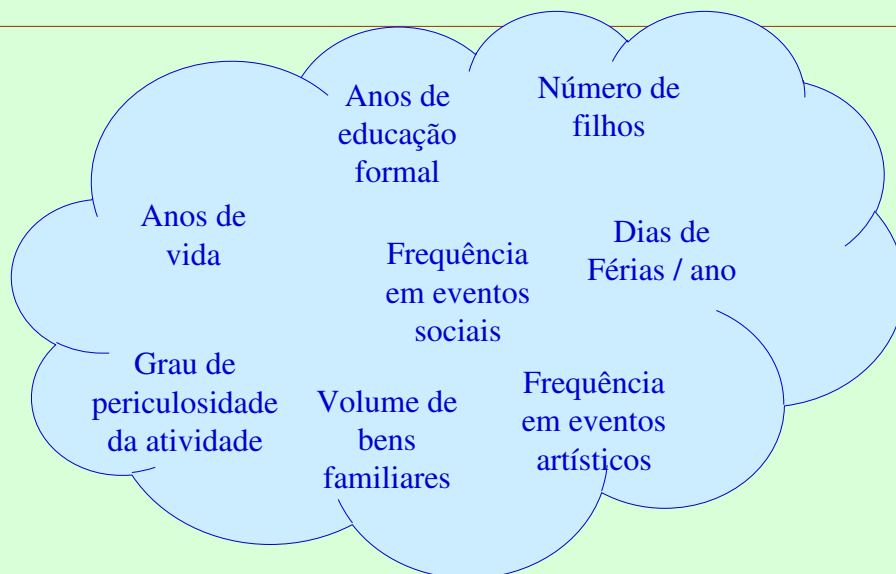 Anos de
educação
formal
Número de
filhos
Anos de
vida
Frequência
em eventos
sociais
Dias de
Férias / ano
Grau de
periculosidade
da atividade
Volume de
bens
familiares
Frequência
em eventos
artísticos